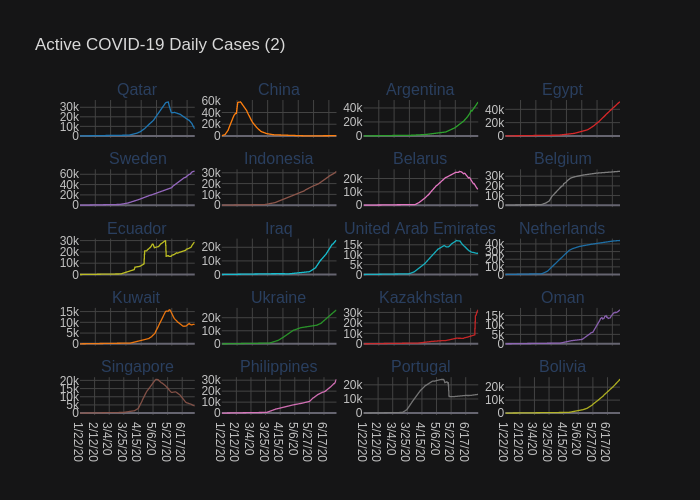 Active COVID-19 Daily Cases (2)
Qatar China Argentina Egypt
30k 20k 10k 0 60k 40k 20k 0 40k 20k 0 40k 20k 0
Sweden Indonesia Belarus Belgium
60k 40k 20k 0 30k 20k 10k 0 20k 10k 0 30k 20k 10k 0
Ecuador Iraq United Arab Emirates Netherlands
30k 20k 10k 0 20k 10k 0 15k 10k 5k 0 40k 30k 20k 10k 0
Kuwait Ukraine Kazakhstan Oman
15k 10k 5k 0 20k 10k 0 30k 20k 10k 0 15k 10k 5k 0
Singapore Philippines Portugal Bolivia
20k 15k 10k 5k 0 30k 20k 10k 0 20k 10k 0 20k 10k 0
1/22/20 2/12/20 3/4/20 3/25/20 4/15/20 5/6/20 5/27/20 6/17/20 1/22/20 2/12/20 3/4/20 3/25/20 4/15/20 5/6/20 5/27/20 6/17/20 1/22/20 2/12/20 3/4/20 3/25/20 4/15/20 5/6/20 5/27/20 6/17/20 1/22/20 2/12/20 3/4/20 3/25/20 4/15/20 5/6/20 5/27/20 6/17/20